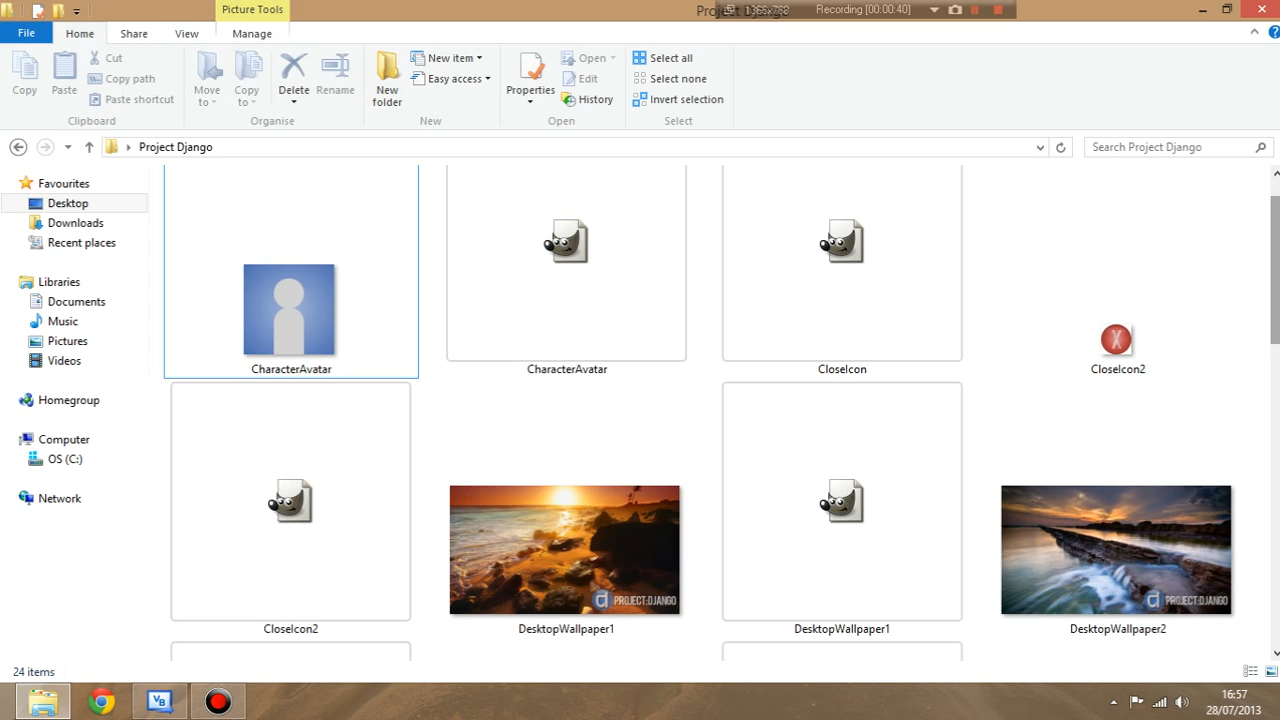 Picture Tools
Project Django
1366x768
Recording [00:00:40]
File
Home
Share
View
Manage
Copy
Paste
Cut
Copy path
Paste shortcut
Clipboard
Move to
Copy to
Delete
Rename
Organise
New folder
New item
Easy access
New
Properties
Open
Edit
History
Open
Select all
Select none
Invert selection
Select
Project Django
Search Project Django
Favourites
Desktop
Downloads
Recent places
Libraries
Documents
Music
Pictures
Videos
Homegroup
Computer
OS (C:)
Network
CharacterAvatar
CharacterAvatar
CloseIcon
X
CloseIcon2
CloseIcon2
d PROJECT:DJANGO
DesktopWallpaper1
DesktopWallpaper1
d PROJECT:DJANGO
DesktopWallpaper2
24 items
VB
16:57
28/07/2013